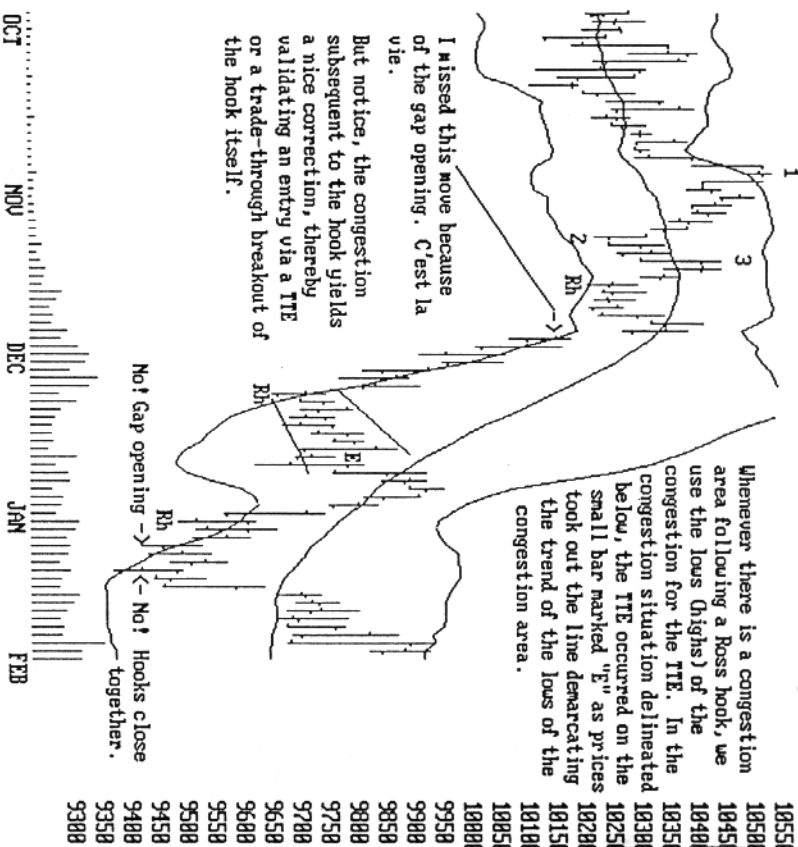 1
2
3
Rh
I missed this move because
of the gap opening. C'est la
vie.
But notice, the congestion
subsequent to the hook yields
a nice correction, thereby
validating an entry via a TTE
or a trade-through breakout of
the hook itself.
Whenever there is a congestion
area following a Ross hook, we
use the lows (highs) of the
congestion for the TTE. In the
congestion situation delineated
below, the TTE occurred on the
small bar marked "E" as prices
took out the line demarcating
the trend of the lows of the
congestion area.
Rh
E
Rh
No! Gap opening ->
<- No! Hooks close
together.
10550
10500
10450
10400
10350
10300
10250
10200
10150
10100
10050
10000
9950
9900
9850
9800
9750
9700
9650
9600
9550
9500
9450
9400
9350
9300
OCT
NOV
DEC
JAN
FEB